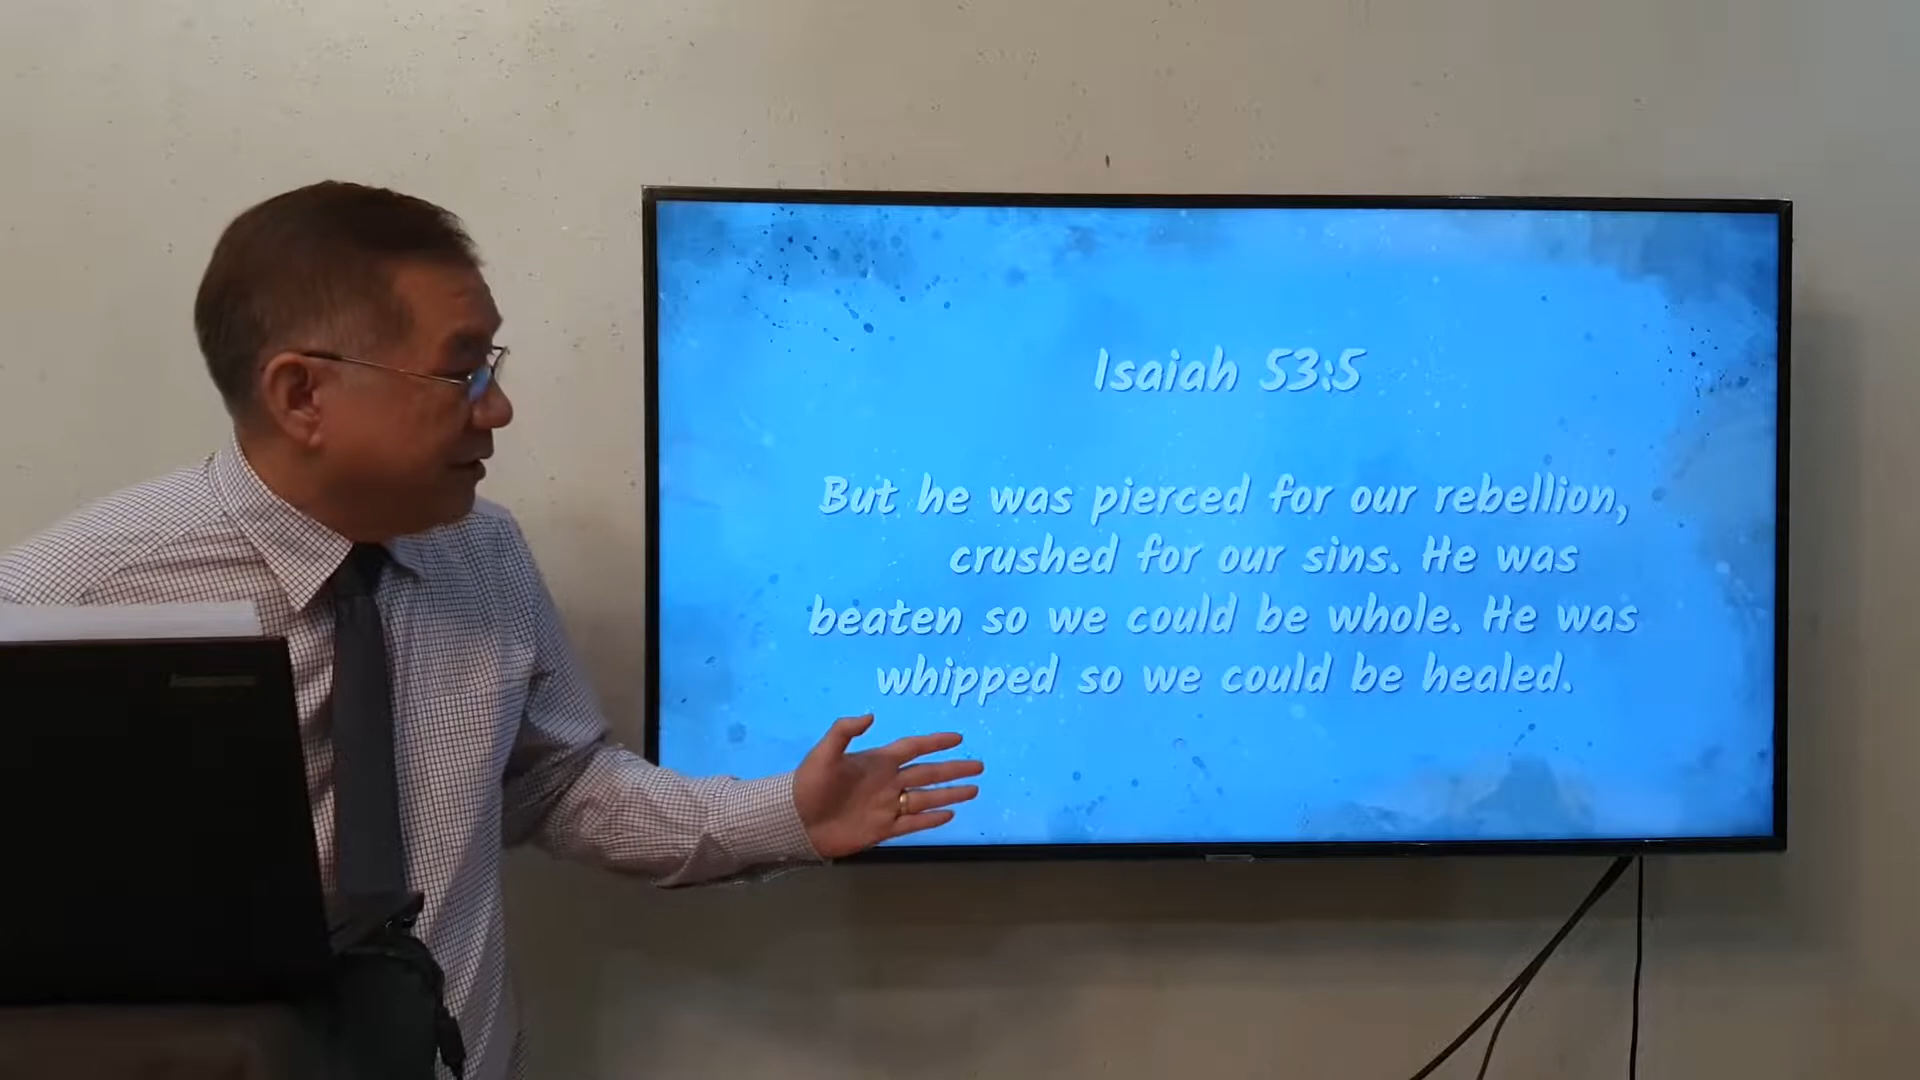 Isaiah 53:5
But he was pierced for our rebellion,
crushed for our sins. He was
beaten so we could be whole. He was
whipped so we could be healed.